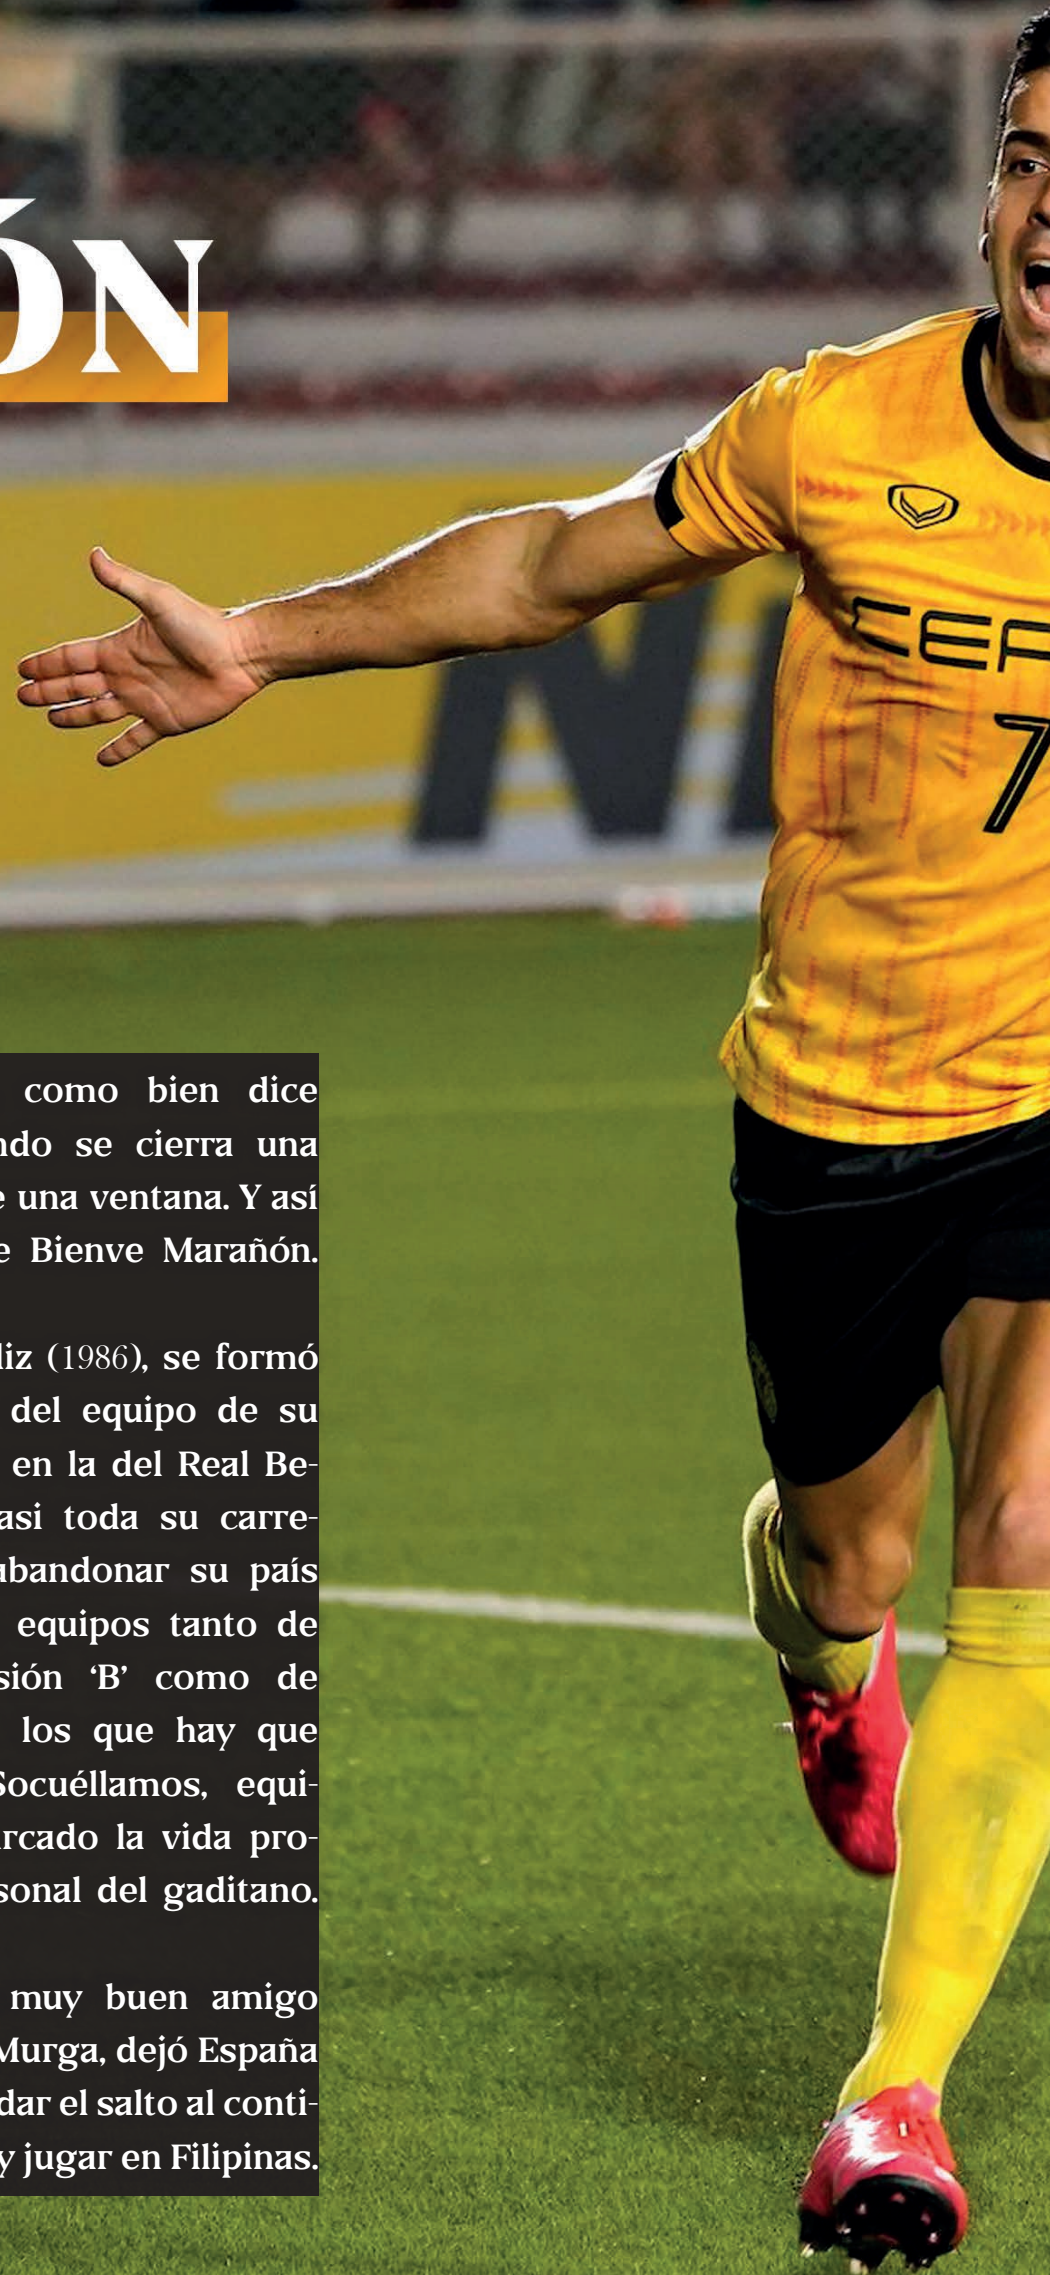 ÓN
CER
7
como bien dice
ndo se cierra una
e una ventana. Y así
e Bienve Marañón.
diz (1986), se formó
del equipo de su
en la del Real Be-
asi toda su carre-
abandonar su país
equipos tanto de
sión ‘B’ como de
los que hay que
Socuéllamos, equi-
rcado la vida pro-
sonal del gaditano.
muy buen amigo
Murga, dejó España
dar el salto al conti-
y jugar en Filipinas.